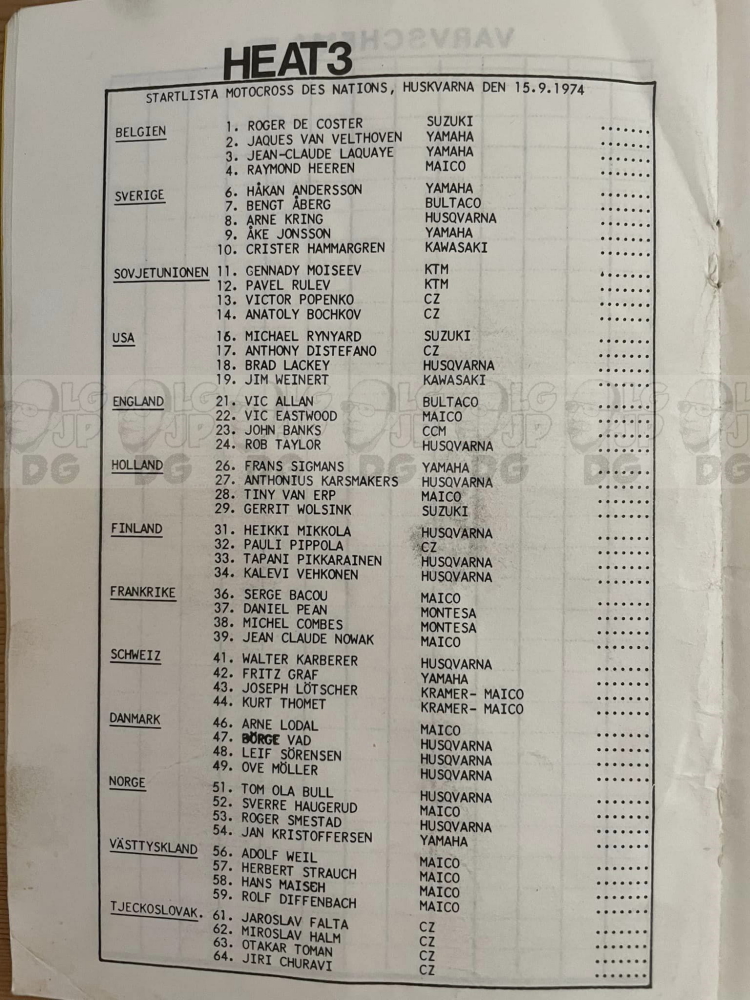 VARVSCHEMA
HEAT3
STARTLISTA MOTOCROSS DES NATIONS, HUSKVARNA DEN 15.9.1974
BELGIEN 1. ROGER DE COSTER SUZUKI .......
2. JAQUES VAN VELTHOVEN YAMAHA .......
3. JEAN-CLAUDE LAQUAYE YAMAHA .......
4. RAYMOND HEEREN MAICO .......
SVERIGE 6. HÅKAN ANDERSSON YAMAHA .......
7. BENGT ÅBERG BULTACO .......
8. ARNE KRING HUSQVARNA .......
9. ÅKE JONSSON YAMAHA .......
10. CRISTER HAMMARGREN KAWASAKI .......
SOVJETUNIONEN 11. GENNADY MOISEEV KTM .......
12. PAVEL RULEV KTM .......
13. VICTOR POPENKO CZ .......
14. ANATOLY BOCHKOV CZ .......
USA 16. MICHAEL RYNYARD SUZUKI .......
17. ANTHONY DISTEFANO CZ .......
18. BRAD LACKEY HUSQVARNA .......
19. JIM WEINERT KAWASAKI .......
ENGLAND 21. VIC ALLAN BULTACO .......
22. VIC EASTWOOD MAICO .......
23. JOHN BANKS CCM .......
24. ROB TAYLOR HUSQVARNA .......
HOLLAND 26. FRANS SIGMANS YAMAHA .......
27. ANTHONIUS KARSMAKERS HUSQVARNA .......
28. TINY VAN ERP MAICO .......
29. GERRIT WOLSINK SUZUKI .......
FINLAND 31. HEIKKI MIKKOLA HUSQVARNA .......
32. PAULI PIPPOLA CZ .......
33. TAPANI PIKKARAINEN HUSQVARNA .......
34. KALEVI VEHKONEN HUSQVARNA .......
FRANKRIKE 36. SERGE BACOU MAICO .......
37. DANIEL PEAN MONTESA .......
38. MICHEL COMBES MONTESA .......
39. JEAN CLAUDE NOWAK MAICO .......
SCHWEIZ 41. WALTER KARBERER HUSQVARNA .......
42. FRITZ GRAF YAMAHA .......
43. JOSEPH LÖTSCHER KRAMER- MAICO .......
44. KURT THOMET KRAMER- MAICO .......
DANMARK 46. ARNE LODAL MAICO .......
47. BÖRGE VAD HUSQVARNA .......
48. LEIF SÖRENSEN HUSQVARNA .......
49. OVE MÖLLER HUSQVARNA .......
NORGE 51. TOM OLA BULL HUSQVARNA .......
52. SVERRE HAUGERUD MAICO .......
53. ROGER SMESTAD HUSQVARNA .......
54. JAN KRISTOFFERSEN YAMAHA .......
VÄSTTYSKLAND 56. ADOLF WEIL MAICO .......
57. HERBERT STRAUCH MAICO .......
58. HANS MAISCH MAICO .......
59. ROLF DIFFENBACH MAICO .......
TJECKOSLOVAK. 61. JAROSLAV FALTA CZ .......
62. MIROSLAV HALM CZ .......
63. OTAKAR TOMAN CZ .......
64. JIRI CHURAVI CZ .......
LG JP DG